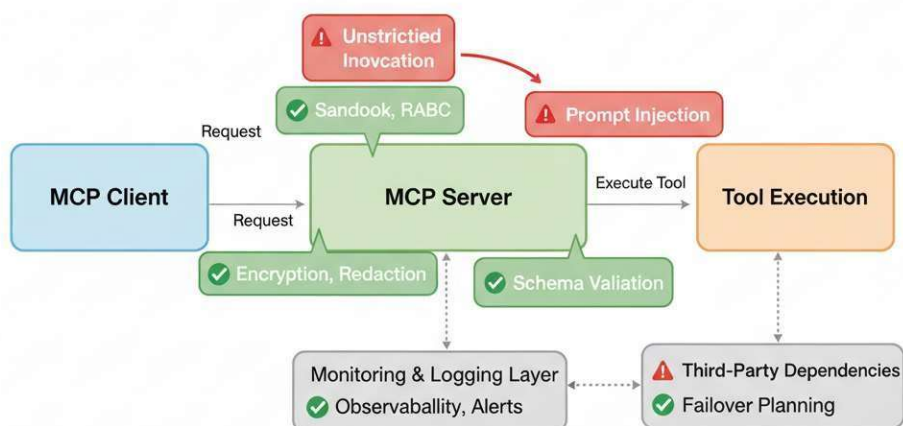 Unstrictied
Inovcation
Sandook, RABC
Prompt Injection
Request
MCP Client
MCP Server
Execute Tool
Tool Execution
Request
Encryption, Redaction
Schema Valiation
Monitoring & Logging Layer
Observaballity, Alerts
Third-Party Dependencies
Failover Planning